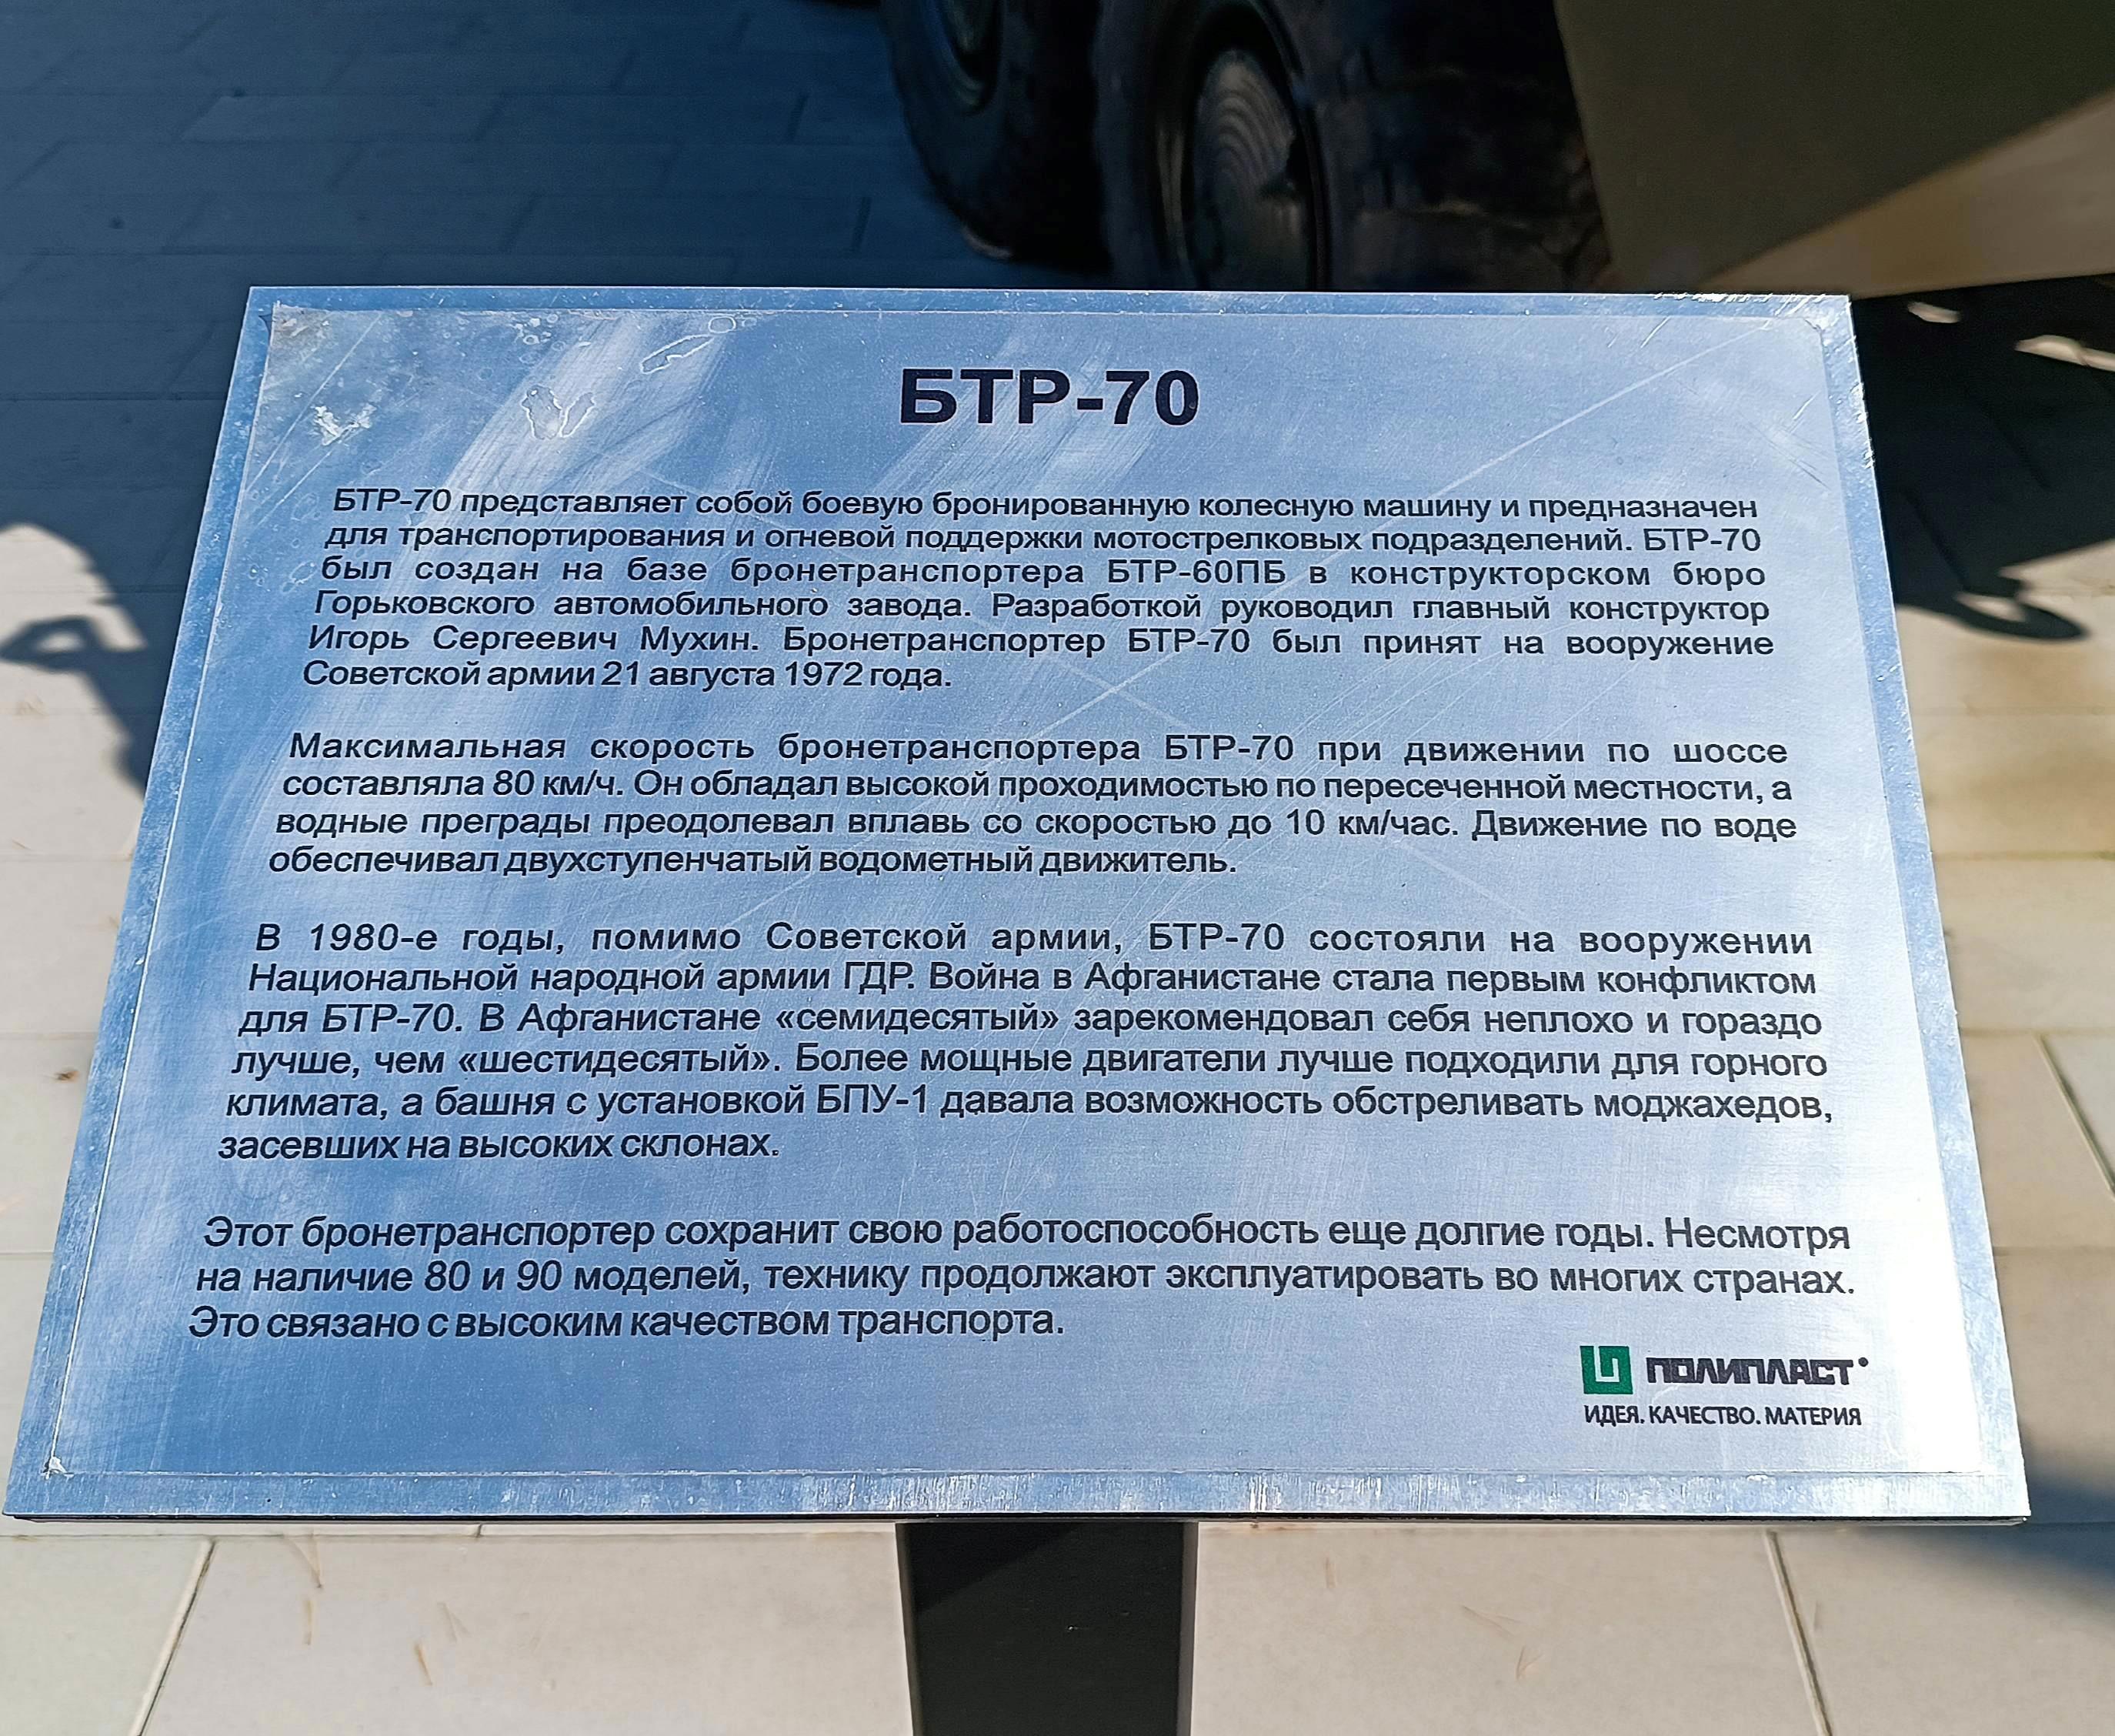 БТР-70
БТР-70 представляет собой боевую бронированную колесную машину и предназначен
для транспортирования и огневой поддержки мотострелковых подразделений. БТР-70
был создан на базе бронетранспортера БТР-60ПБ в конструкторском бюро
Горьковского автомобильного завода. Разработкой руководил главный конструктор
Игорь Сергеевич Мухин. Бронетранспортер БТР-70 был принят на вооружение
Советской армии 21 августа 1972 года.
Максимальная скорость бронетранспортера БТР-70 при движении по шоссе
составляла 80 км/ч. Он обладал высокой проходимостью по пересеченной местности, а
водные преграды преодолевал вплавь со скоростью до 10 км/час. Движение по воде
обеспечивал двухступенчатый водометный движитель.
В 1980-е годы, помимо Советской армии, БТР-70 состояли на вооружении
Национальной народной армии ГДР. Война в Афганистане стала первым конфликтом
для БТР-70. В Афганистане «семидесятый» зарекомендовал себя неплохо и гораздо
лучше, чем «шестидесятый». Более мощные двигатели лучше подходили для горного
климата, а башня с установкой БПУ-1 давала возможность обстреливать моджахедов,
засевших на высоких склонах.
Этот бронетранспортер сохранит свою работоспособность еще долгие годы. Несмотря
на наличие 80 и 90 моделей, технику продолжают эксплуатировать во многих странах.
Это связано с высоким качеством транспорта.
ПОЛИПЛАСТ
ИДЕЯ. КАЧЕСТВО. МАТЕРИЯ